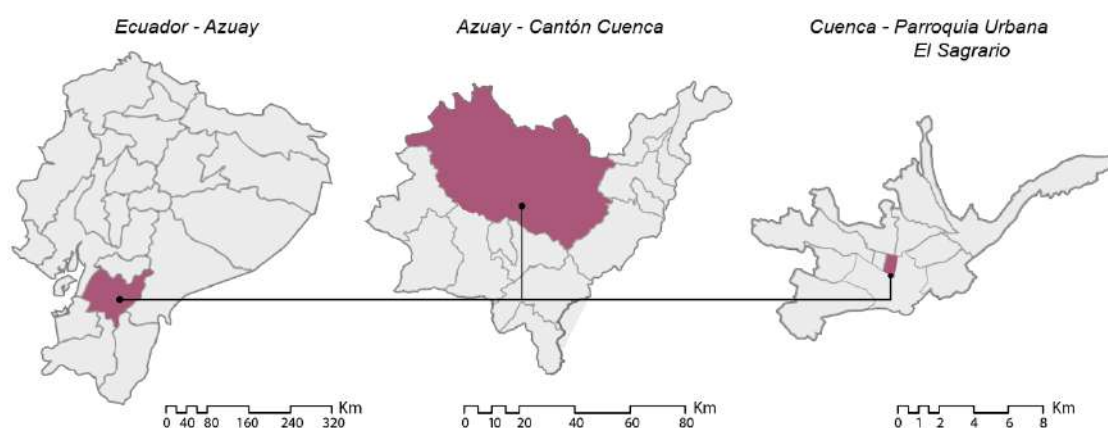 Ecuador - Azuay
Azuay - Cantón Cuenca
Cuenca - Parroquia Urbana
El Sagrario
Km
0 40 80 160 240 320
Km
0 10 20 40 60 80
Km
0 1 2 4 6 8